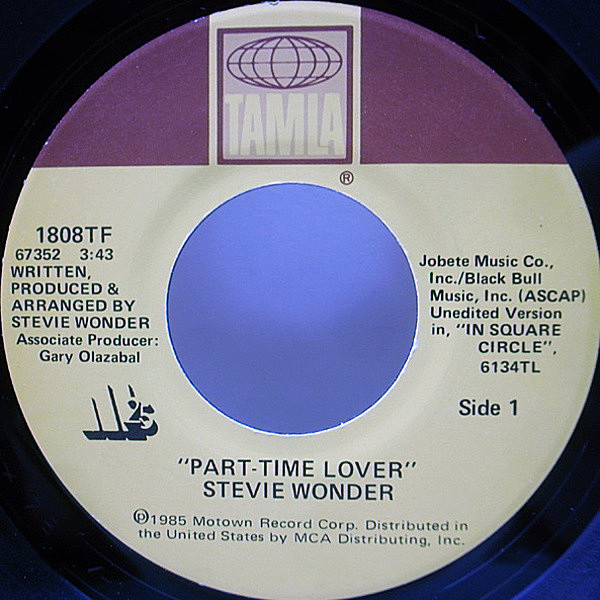 TAMLA
®
1808TF
67352 3:43
WRITTEN,
PRODUCED &
ARRANGED BY
STEVIE WONDER
Associate Producer:
Gary Olazabal
25
Jobete Music Co.,
Inc./Black Bull
Music, Inc. (ASCAP)
Unedited Version
in, "IN SQUARE
CIRCLE",
6134TL
Side 1
"PART-TIME LOVER"
STEVIE WONDER
℗1985 Motown Record Corp. Distributed in
the United States by MCA Distributing, Inc.